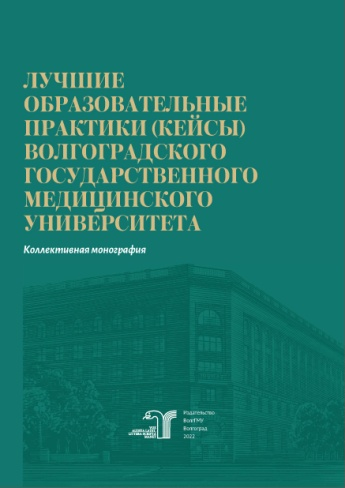 ЛУЧШИЕ
ОБРАЗОВАТЕЛЬНЫЕ
ПРАКТИКИ (КЕЙСЫ)
ВОЛГОГРАДСКОГО
ГОСУДАРСТВЕННОГО
МЕДИЦИНСКОГО
УНИВЕРСИТЕТА
Коллективная монография
Издательство
ВолгГМУ
Волгоград
2022